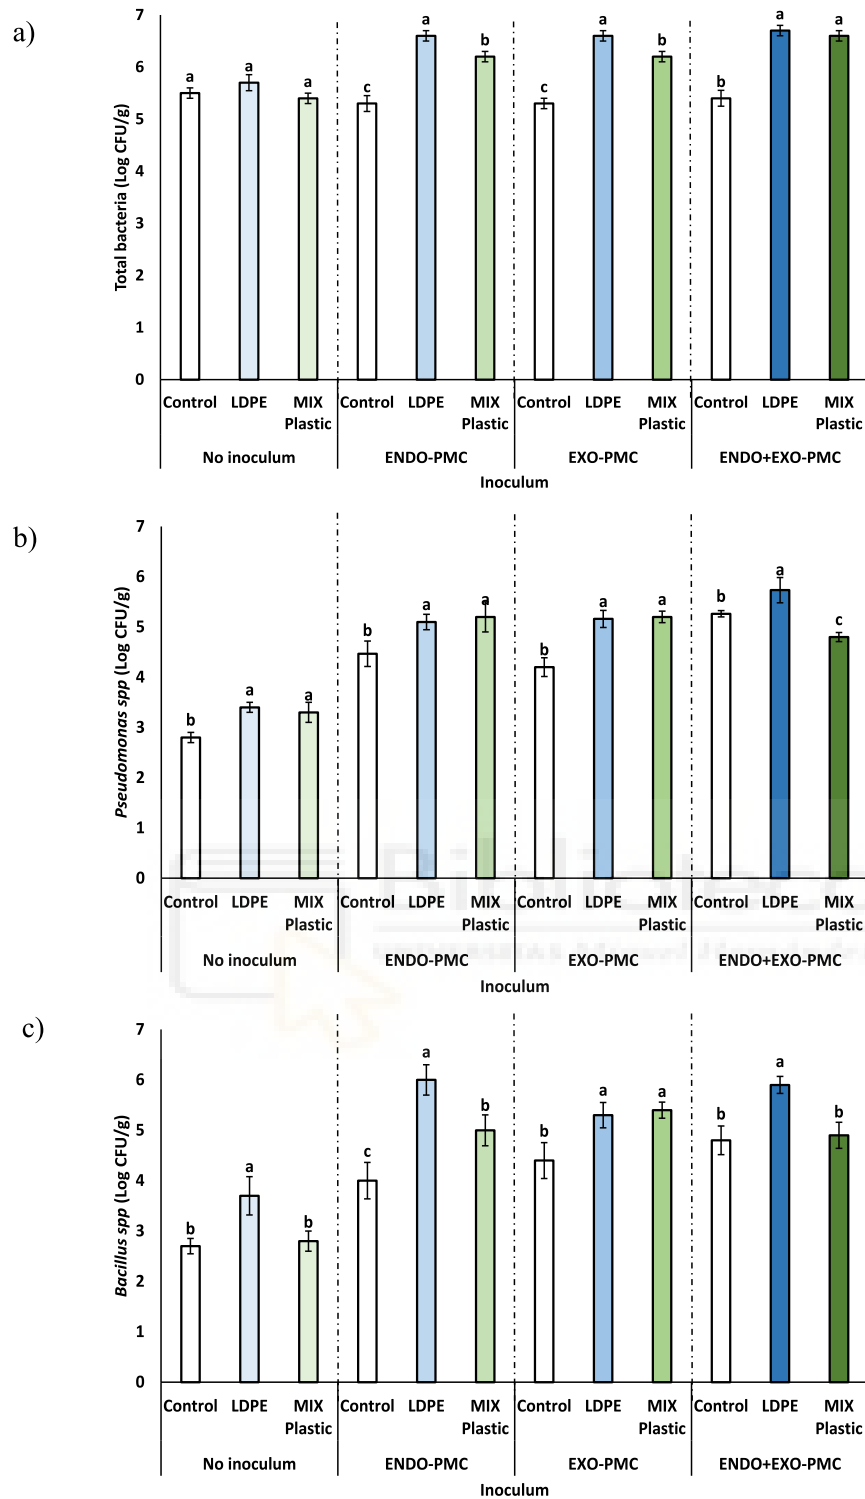 a)
Total bacteria (Log CFU/g)
7
6
5
4
3
2
1
0
a a a c a b c a b b a a
Control LDPE MIX Plastic Control LDPE MIX Plastic Control LDPE MIX Plastic Control LDPE MIX Plastic
No inoculum ENDO-PMC EXO-PMC ENDO+EXO-PMC
Inoculum
b)
Pseudomonas spp (Log CFU/g)
7
6
5
4
3
2
1
0
b a a b a a b a a b a c
Control LDPE MIX Plastic Control LDPE MIX Plastic Control LDPE MIX Plastic Control LDPE MIX Plastic
No inoculum ENDO-PMC EXO-PMC ENDO+EXO-PMC
Inoculum
Biblioteca
c)
Bacillus spp (Log CFU/g)
7
6
5
4
3
2
1
0
b a b c a b b a a b a b
Control LDPE MIX Plastic Control LDPE MIX Plastic Control LDPE MIX Plastic Control LDPE MIX Plastic
No inoculum ENDO-PMC EXO-PMC ENDO+EXO-PMC
Inoculum